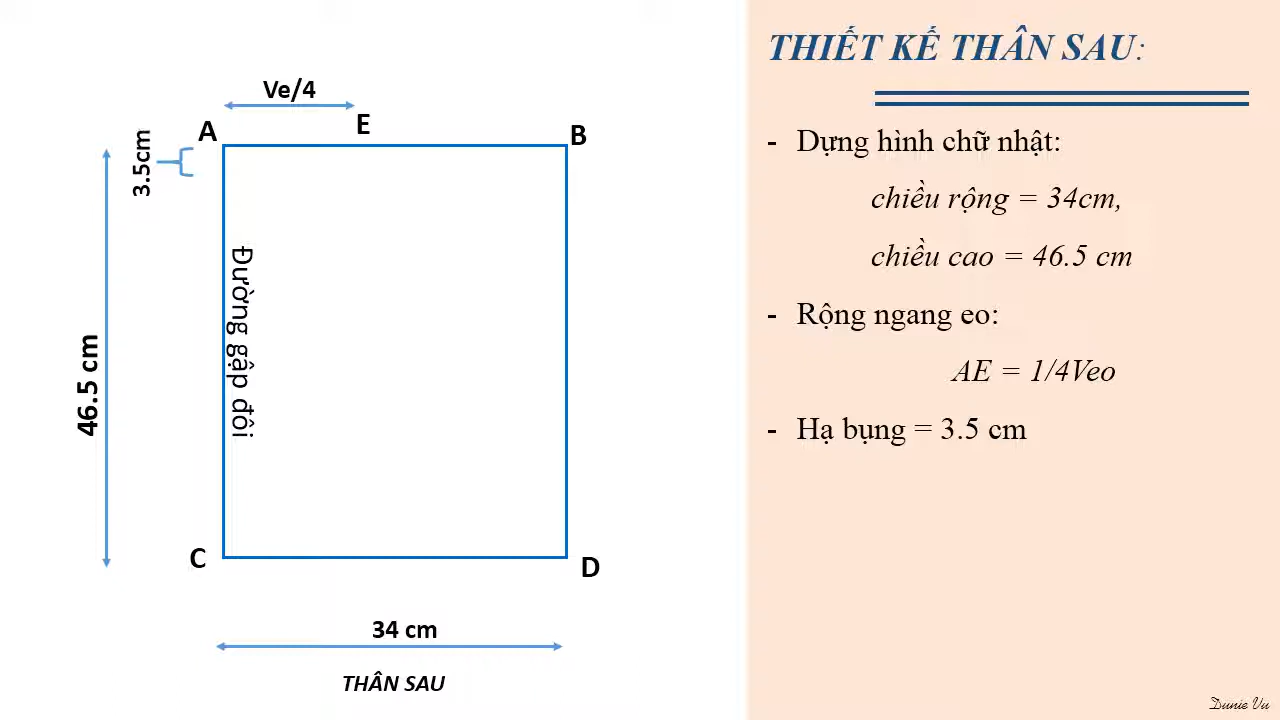 THIẾT KẾ THÂN SAU:
Ve/4
A
E
B
3.5cm
Đường gập đôi
46.5 cm
C
D
34 cm
THÂN SAU
- Dựng hình chữ nhật:
chiều rộng = 34cm,
chiều cao = 46.5 cm
- Rộng ngang eo:
AE = 1/4Veo
- Hạ bụng = 3.5 cm
Dunie Vu